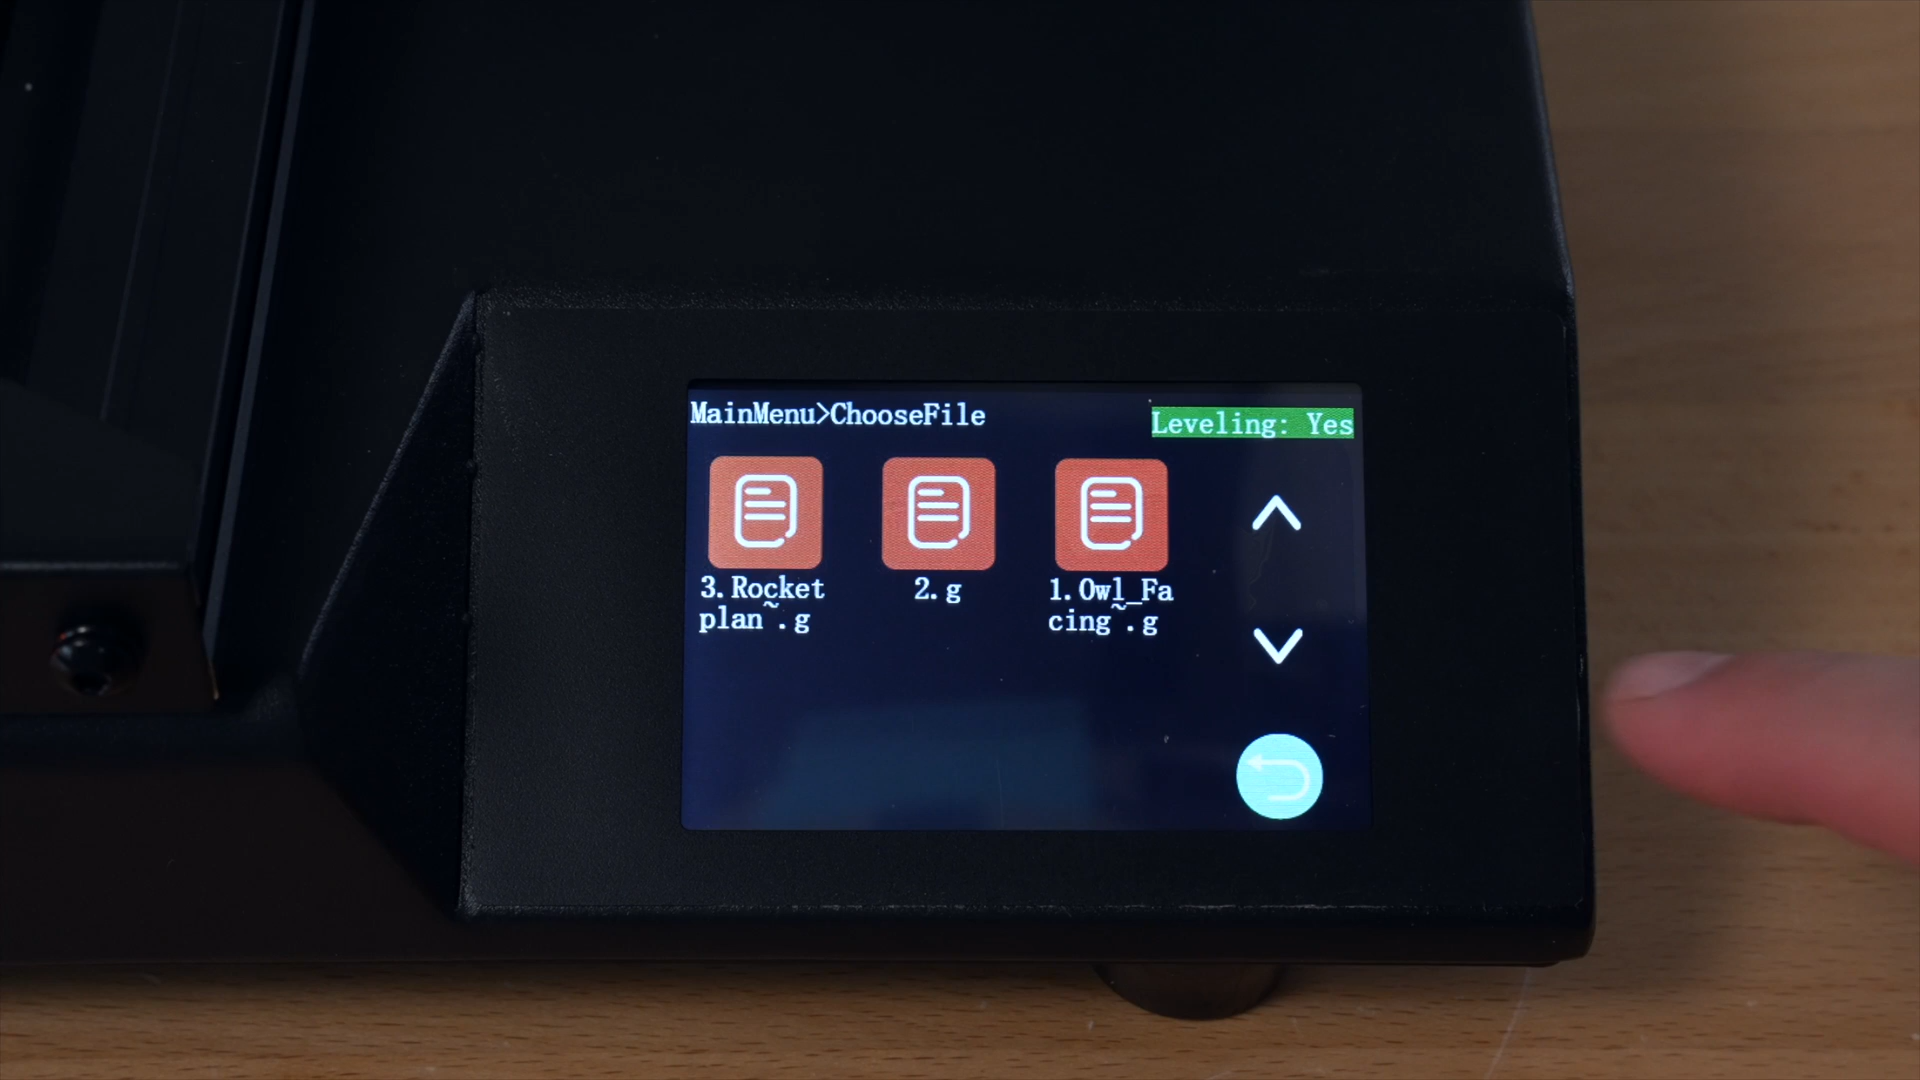 MainMenu>ChooseFile
Leveling: Yes
3.Rocket
plan~.g
2.g
1.Owl_Fa
cing~.g